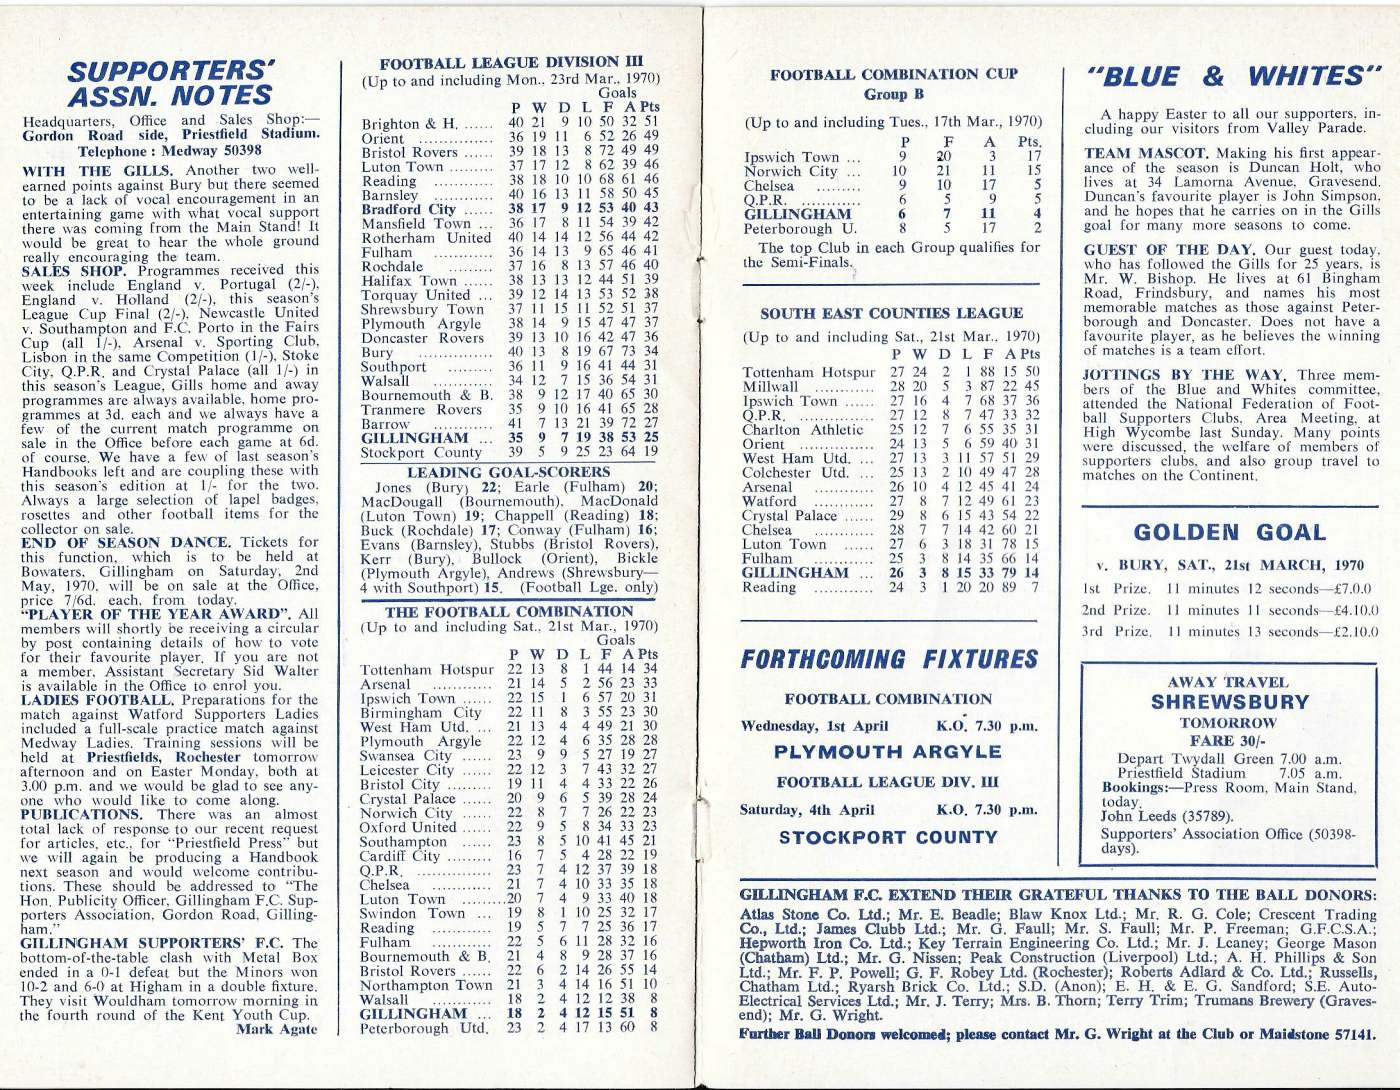 SUPPORTERS'
ASSN. NOTES
Headquarters, Office and Sales Shop:—
Gordon Road side, Priestfield Stadium.
Telephone : Medway 50398
WITH THE GILLS. Another two well-
earned points against Bury but there seemed
to be a lack of vocal encouragement in an
entertaining game with what vocal support
there was coming from the Main Stand! It
would be great to hear the whole ground
really encouraging the team.
SALES SHOP. Programmes received this
week include England v. Portugal (2/-),
England v. Holland (2/-), this season's
League Cup Final (2/-), Newcastle United
v. Southampton and F.C. Porto in the Fairs
Cup (all 1/-), Arsenal v. Sporting Club,
Lisbon in the same Competition (1/-), Stoke
City, Q.P.R. and Crystal Palace (all 1/-) in
this season's League, Gills home and away
programmes are always available, home pro-
grammes at 3d. each and we always have a
few of the current match programme on
sale in the Office before each game at 6d.
of course. We have a few of last season's
Handbooks left and are coupling these with
this season's edition at 1/- for the two.
Always a large selection of lapel badges,
rosettes and other football items for the
collector on sale.
END OF SEASON DANCE. Tickets for
this function, which is to be held at
Bowaters, Gillingham on Saturday, 2nd
May, 1970, will be on sale at the Office,
price 7/6d. each, from today.
"PLAYER OF THE YEAR AWARD". All
members will shortly be receiving a circular
by post containing details of how to vote
for their favourite player. If you are not
a member, Assistant Secretary Sid Walter
is available in the Office to enrol you.
LADIES FOOTBALL. Preparations for the
match against Watford Supporters Ladies
included a full-scale practice match against
Medway Ladies. Training sessions will be
held at Priestfields, Rochester tomorrow
afternoon and on Easter Monday, both at
3.00 p.m. and we would be glad to see any-
one who would like to come along.
PUBLICATIONS. There was an almost
total lack of response to our recent request
for articles, etc., for "Priestfield Press" but
we will again be producing a Handbook
next season and would welcome contribu-
tions. These should be addressed to "The
Hon. Publicity Officer, Gillingham F.C. Sup-
porters Association, Gordon Road, Gilling-
ham."
GILLINGHAM SUPPORTERS' F.C. The
bottom-of-the-table clash with Metal Box
ended in a 0-1 defeat but the Minors won
10-2 and 6-0 at Higham in a double fixture.
They visit Wouldham tomorrow morning in
the fourth round of the Kent Youth Cup.
Mark Agate
FOOTBALL LEAGUE DIVISION III
(Up to and including Mon., 23rd Mar., 1970)
Goals
P W D L F A Pts
Brighton & H. ...... 40 21 9 10 50 32 51
Orient .............. 36 19 11 6 52 26 49
Bristol Rovers ...... 39 18 13 8 72 49 49
Luton Town ......... 37 17 12 8 62 39 46
Reading ............ 38 18 10 10 68 61 46
Barnsley ............ 40 16 13 11 58 50 45
Bradford City ...... 38 17 9 12 53 40 43
Mansfield Town ... 36 17 8 11 54 39 42
Rotherham United 40 14 14 12 56 44 42
Fulham ............ 36 14 13 9 65 46 41
Rochdale ......... 37 16 8 13 57 46 40
Halifax Town ...... 38 13 13 12 44 51 39
Torquay United ... 39 12 14 13 53 52 38
Shrewsbury Town 37 11 15 11 52 51 37
Plymouth Argyle 38 14 9 15 47 47 37
Doncaster Rovers 39 13 10 16 42 47 36
Bury .............. 40 13 8 19 67 73 34
Southport ......... 36 11 9 16 41 44 31
Walsall ............ 34 12 7 15 36 54 31
Bournemouth & B. 38 9 12 17 40 65 30
Tranmere Rovers 35 9 10 16 41 65 28
Barrow ............ 41 7 13 21 39 72 27
GILLINGHAM ... 35 9 7 19 38 53 25
Stockport County 39 5 9 25 23 64 19
LEADING GOAL-SCORERS
Jones (Bury) 22; Earle (Fulham) 20;
MacDougall (Bournemouth), MacDonald
(Luton Town) 19; Chappell (Reading) 18;
Buck (Rochdale) 17; Conway (Fulham) 16;
Evans (Barnsley), Stubbs (Bristol Rovers),
Kerr (Bury), Bullock (Orient), Bickle
(Plymouth Argyle), Andrews (Shrewsbury—
4 with Southport) 15. (Football Lge. only)
THE FOOTBALL COMBINATION
(Up to and including Sat., 21st Mar., 1970)
Goals
P W D L F A Pts
Tottenham Hotspur 22 13 8 1 44 14 34
Arsenal ............ 21 14 5 2 56 23 33
Ipswich Town ...... 22 15 1 6 57 20 31
Birmingham City 22 11 8 3 55 23 30
West Ham Utd. ... 21 13 4 4 49 21 30
Plymouth Argyle 22 12 4 6 35 28 28
Swansea City ...... 23 9 9 5 27 19 27
Leicester City ...... 22 12 3 7 43 32 27
Bristol City ......... 19 11 4 4 33 22 26
Crystal Palace ...... 20 9 6 5 39 28 24
Norwich City ...... 22 8 7 7 26 22 23
Oxford United ...... 22 9 5 8 34 33 23
Southampton ...... 23 8 5 10 41 45 21
Cardiff City ......... 16 7 5 4 28 22 19
Q.P.R. ............ 23 7 4 12 37 39 18
Chelsea ............ 21 7 4 10 33 35 18
Luton Town .........20 7 4 9 33 40 18
Swindon Town ... 19 8 1 10 25 32 17
Reading ............ 19 5 7 7 25 36 17
Fulham ............ 22 5 6 11 28 32 16
Bournemouth & B. 21 4 8 9 28 37 16
Bristol Rovers ...... 22 6 2 14 26 55 14
Northampton Town 21 3 4 14 16 51 10
Walsall ............ 18 2 4 12 12 38 8
GILLINGHAM ... 18 2 4 12 15 51 8
Peterborough Utd. 23 2 4 17 13 60 8
FOOTBALL COMBINATION CUP
Group B
(Up to and including Tues., 17th Mar., 1970)
P F A Pts.
Ipswich Town ... 9 20 3 17
Norwich City ... 10 21 11 15
Chelsea ......... 9 10 17 5
Q.P.R. ............ 6 5 9 5
GILLINGHAM 6 7 11 4
Peterborough U. 8 5 17 2
The top Club in each Group qualifies for
the Semi-Finals.
SOUTH EAST COUNTIES LEAGUE
(Up to and including Sat., 21st Mar., 1970)
P W D L F A Pts
Tottenham Hotspur 27 24 2 1 88 15 50
Millwall ............ 28 20 5 3 87 22 45
Ipswich Town ...... 27 16 4 7 68 37 36
Q.P.R. .............. 27 12 8 7 47 33 32
Charlton Athletic 25 12 7 6 55 35 31
Orient .............. 24 13 5 6 59 40 31
West Ham Utd. ... 27 13 3 11 57 51 29
Colchester Utd. ... 25 13 2 10 49 47 28
Arsenal ............ 26 10 4 12 45 41 24
Watford ............ 27 8 7 12 49 61 23
Crystal Palace ...... 29 8 6 15 43 54 22
Chelsea ............ 28 7 7 14 42 60 21
Luton Town ...... 27 6 3 18 31 78 15
Fulham ............ 25 3 8 14 35 66 14
GILLINGHAM ... 26 3 8 15 33 79 14
Reading ............ 24 3 1 20 20 89 7
FORTHCOMING FIXTURES
FOOTBALL COMBINATION
Wednesday, 1st April K.O. 7.30 p.m.
PLYMOUTH ARGYLE
FOOTBALL LEAGUE DIV. III
Saturday, 4th April K.O. 7.30 p.m.
STOCKPORT COUNTY
"BLUE & WHITES"
A happy Easter to all our supporters, in-
cluding our visitors from Valley Parade.
TEAM MASCOT. Making his first appear-
ance of the season is Duncan Holt, who
lives at 34 Lamorna Avenue, Gravesend.
Duncan's favourite player is John Simpson,
and he hopes that he carries on in the Gills
goal for many more seasons to come.
GUEST OF THE DAY. Our guest today,
who has followed the Gills for 25 years, is
Mr. W. Bishop. He lives at 61 Bingham
Road, Frindsbury, and names his most
memorable matches as those against Peter-
borough and Doncaster. Does not have a
favourite player, as he believes the winning
of matches is a team effort.
JOTTINGS BY THE WAY. Three mem-
bers of the Blue and Whites committee,
attended the National Federation of Foot-
ball Supporters Clubs, Area Meeting, at
High Wycombe last Sunday. Many points
were discussed, the welfare of members of
supporters clubs, and also group travel to
matches on the Continent.
GOLDEN GOAL
v. BURY, SAT., 21st MARCH, 1970
1st Prize. 11 minutes 12 seconds—£7.0.0
2nd Prize. 11 minutes 11 seconds—£4.10.0
3rd Prize. 11 minutes 13 seconds—£2.10.0
AWAY TRAVEL
SHREWSBURY
TOMORROW
FARE 30/-
Depart Twydall Green 7.00 a.m.
Priestfield Stadium 7.05 a.m.
Bookings:—Press Room, Main Stand,
today.
John Leeds (35789).
Supporters' Association Office (50398-
days).
GILLINGHAM F.C. EXTEND THEIR GRATEFUL THANKS TO THE BALL DONORS:
Atlas Stone Co. Ltd.; Mr. E. Beadle; Blaw Knox Ltd.; Mr. R. G. Cole; Crescent Trading
Co., Ltd.; James Clubb Ltd.; Mr. G. Faull; Mr. S. Faull; Mr. P. Freeman; G.F.C.S.A.;
Hepworth Iron Co. Ltd.; Key Terrain Engineering Co. Ltd.; Mr. J. Leaney; George Mason
(Chatham) Ltd.; Mr. G. Nissen; Peak Construction (Liverpool) Ltd.; A. H. Phillips & Son
Ltd.; Mr. F. P. Powell; G. F. Robey Ltd. (Rochester); Roberts Adlard & Co. Ltd.; Russells,
Chatham Ltd.; Ryarsh Brick Co. Ltd.; S.D. (Anon); E. H. & E. G. Sandford; S.E. Auto-
Electrical Services Ltd.; Mr. J. Terry; Mrs. B. Thorn; Terry Trim; Trumans Brewery (Graves-
end); Mr. G. Wright.
Further Ball Donors welcomed; please contact Mr. G. Wright at the Club or Maidstone 57141.